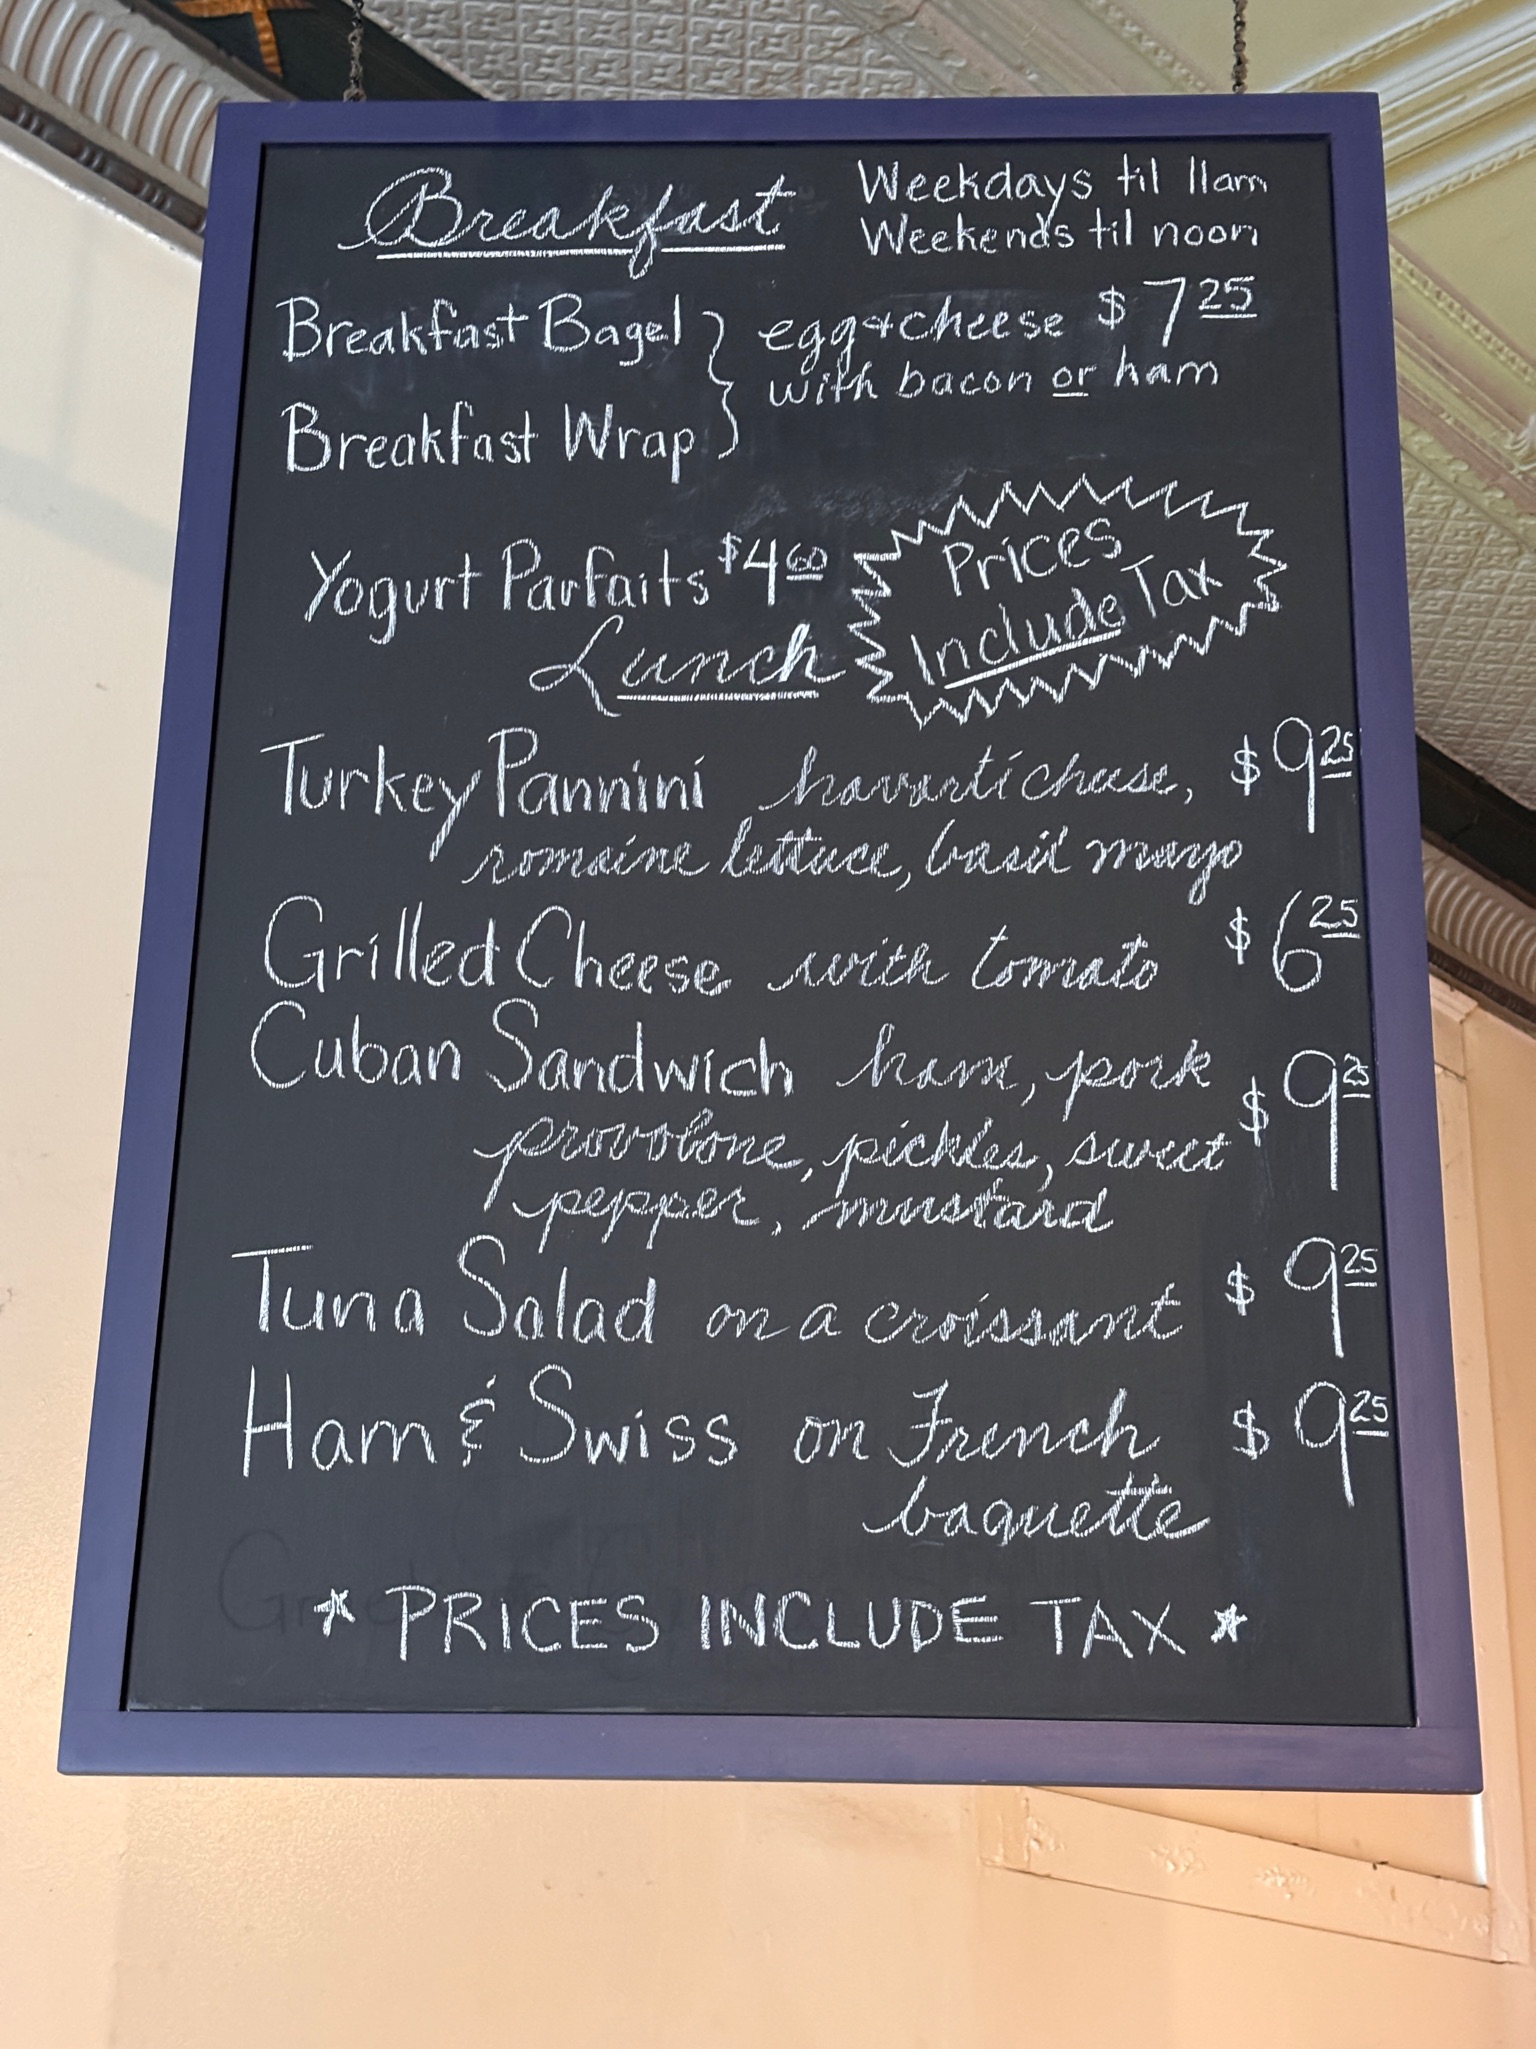 Breakfast
Weekdays til 11am
Weekends til noon
Breakfast Bagel } egg & cheese $7.25
with bacon or ham
Breakfast Wrap
Yogurt Parfaits $4.60
Prices
Include Tax
Lunch
Turkey Pannini havarti cheese, $9.25
romaine lettuce, basil mayo
Grilled Cheese with tomato $6.25
Cuban Sandwich ham, pork $9.25
provolone, pickles, sweet
pepper, mustard
Tuna Salad on a croissant $9.25
Ham & Swiss on French $9.25
baguette
* PRICES INCLUDE TAX *